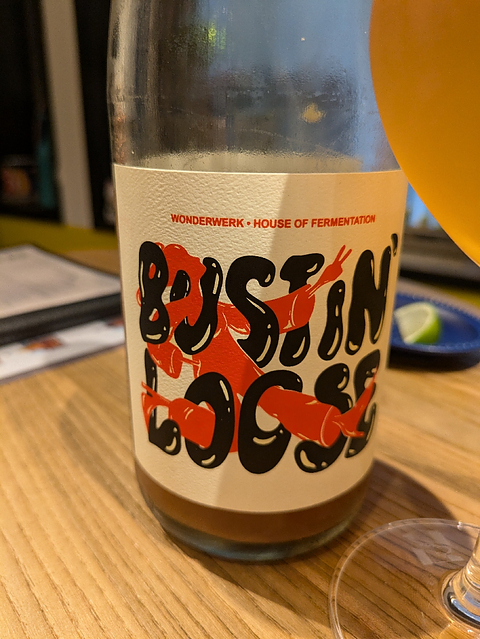 WONDERWERK • HOUSE OF FERMENTATION
BUSTIN'
LOOSE